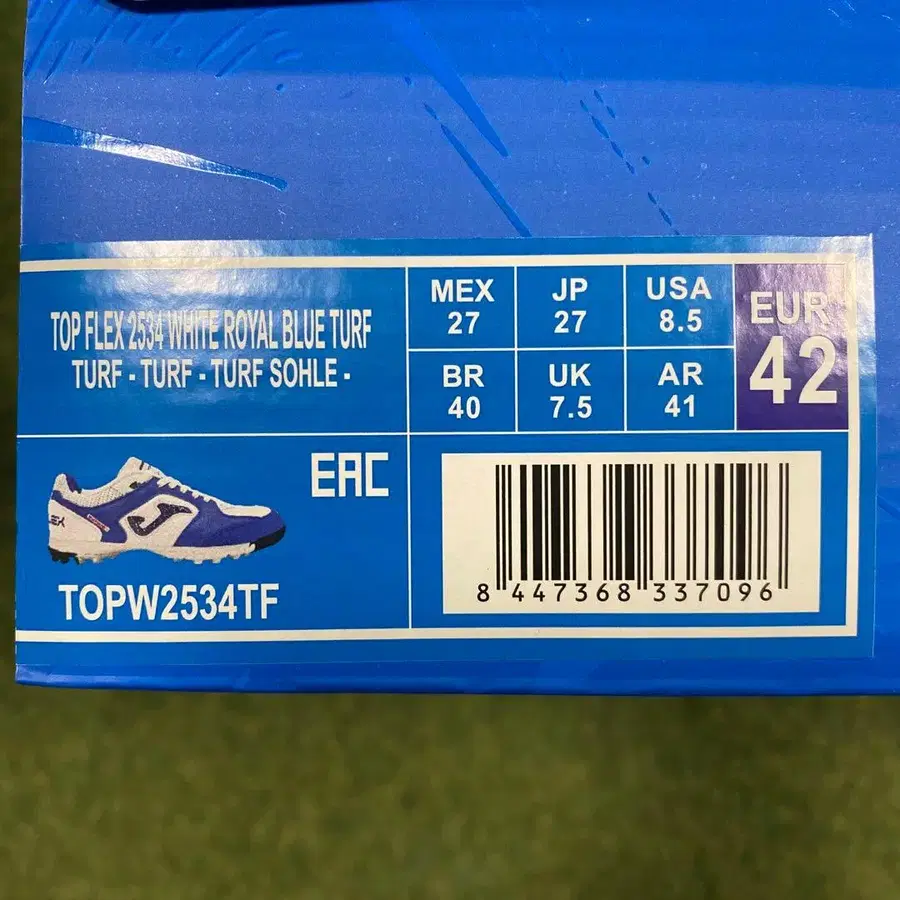 TOP FLEX 2534 WHITE ROYAL BLUE TURF
TURF - TURF - TURF SOHLE -
MEX
27
JP
27
USA
8.5
EUR
42
BR
40
UK
7.5
AR
41
EAC
TOPW2534TF
8 447368 337096